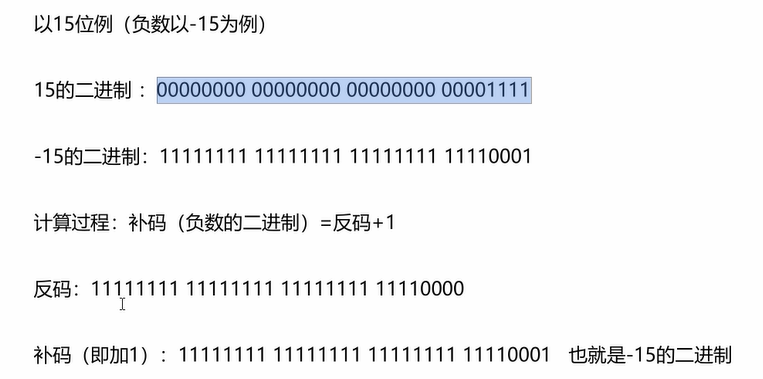 以15位例（负数以-15为例）
15的二进制： 00000000 00000000 00000000 00001111
-15的二进制：11111111 11111111 11111111 11110001
计算过程：补码（负数的二进制）=反码+1
反码：11111111 11111111 11111111 11110000
补码（即加1）：11111111 11111111 11111111 11110001 也就是-15的二进制